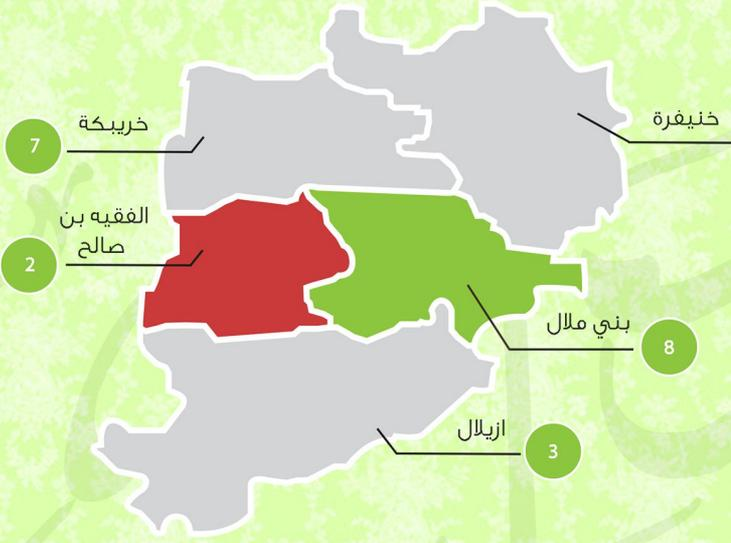 خنيفرة
خريبكة
7
الفقيه بن
صالح
2
بني ملال
8
ازيلال
3